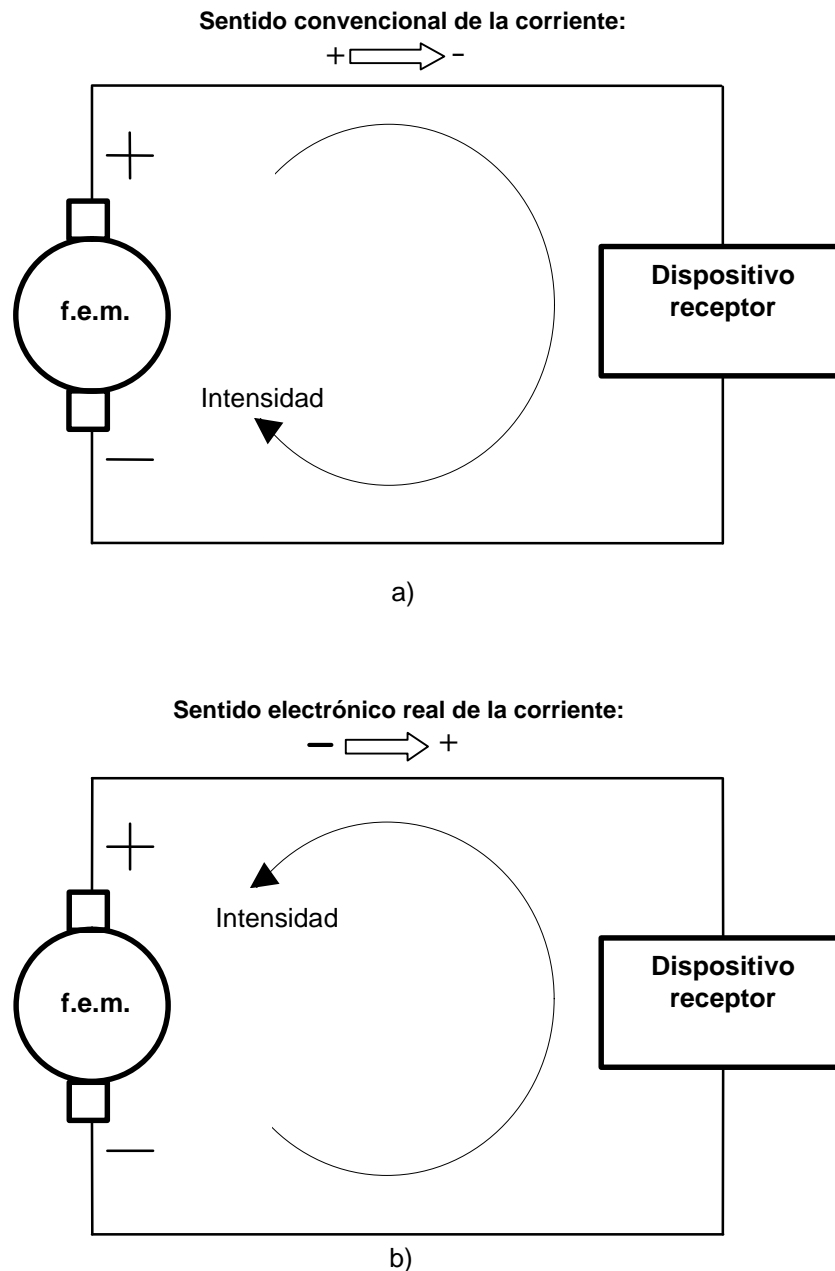 Sentido convencional de la corriente:
+ -
+
f.e.m.
Dispositivo
receptor
Intensidad
—
a)
Sentido electrónico real de la corriente:
– +
+
Intensidad
f.e.m.
Dispositivo
receptor
—
b)